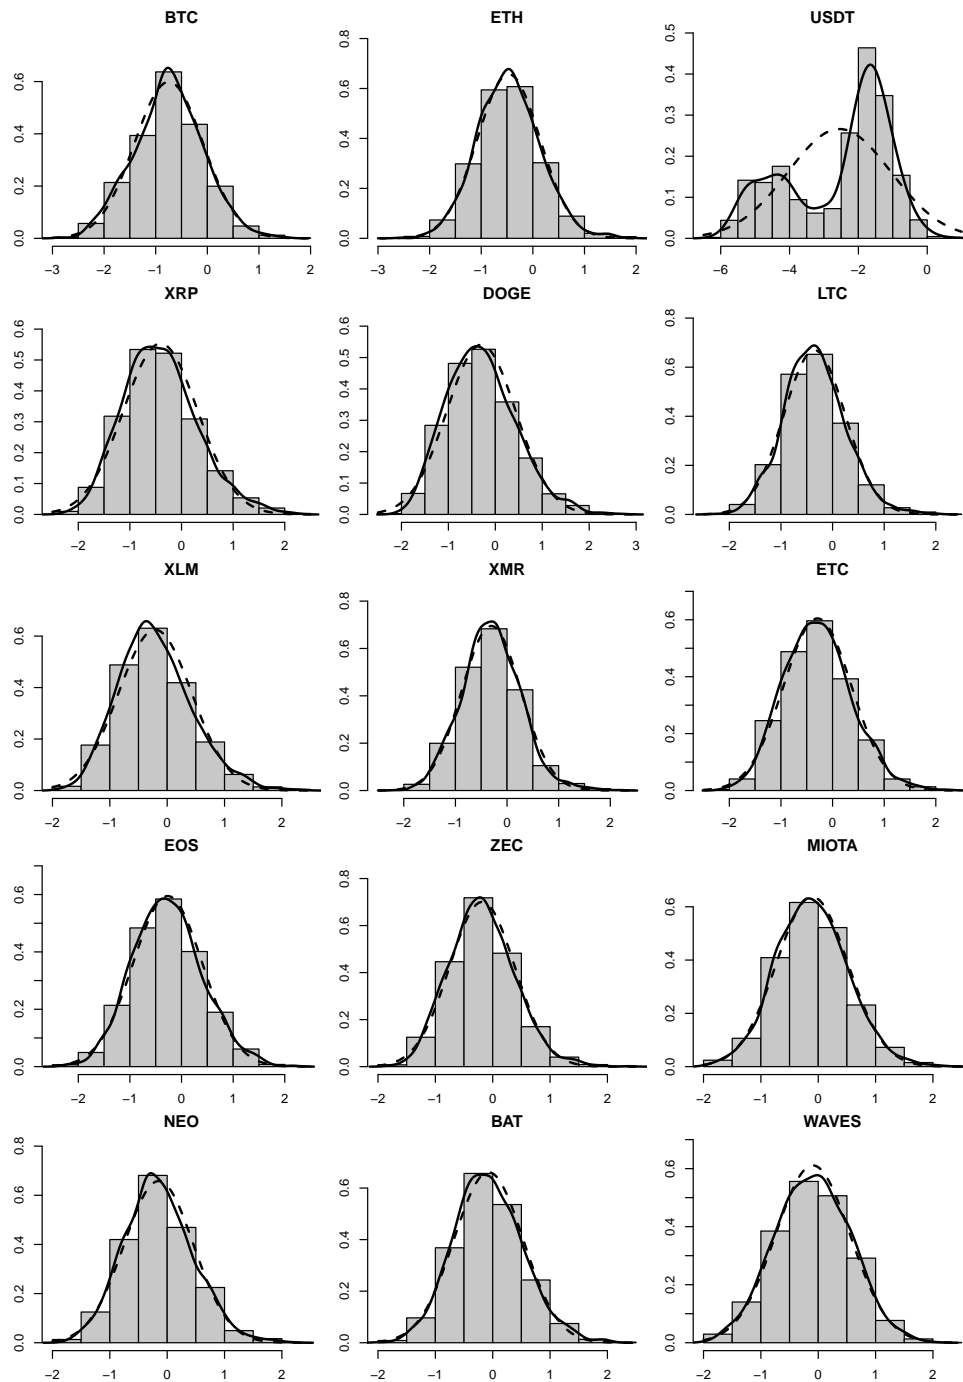 BTC
0.0 0.2 0.4 0.6
−3 −2 −1 0 1 2
ETH
0.0 0.2 0.4 0.6 0.8
−3 −2 −1 0 1 2
USDT
0.0 0.1 0.2 0.3 0.4 0.5
−6 −4 −2 0
XRP
0.0 0.1 0.2 0.3 0.4 0.5 0.6
−2 −1 0 1 2
DOGE
0.0 0.1 0.2 0.3 0.4 0.5 0.6
−2 −1 0 1 2 3
LTC
0.0 0.2 0.4 0.6 0.8
−2 −1 0 1 2
XLM
0.0 0.2 0.4 0.6
−2 −1 0 1 2
XMR
0.0 0.2 0.4 0.6 0.8
−2 −1 0 1 2
ETC
0.0 0.2 0.4 0.6
−2 −1 0 1 2
EOS
0.0 0.2 0.4 0.6
−2 −1 0 1 2
ZEC
0.0 0.2 0.4 0.6 0.8
−2 −1 0 1 2
MIOTA
0.0 0.2 0.4 0.6
−2 −1 0 1 2
NEO
0.0 0.2 0.4 0.6 0.8
−2 −1 0 1 2
BAT
0.0 0.2 0.4 0.6 0.8
−2 −1 0 1 2
WAVES
0.0 0.2 0.4 0.6
−2 −1 0 1 2